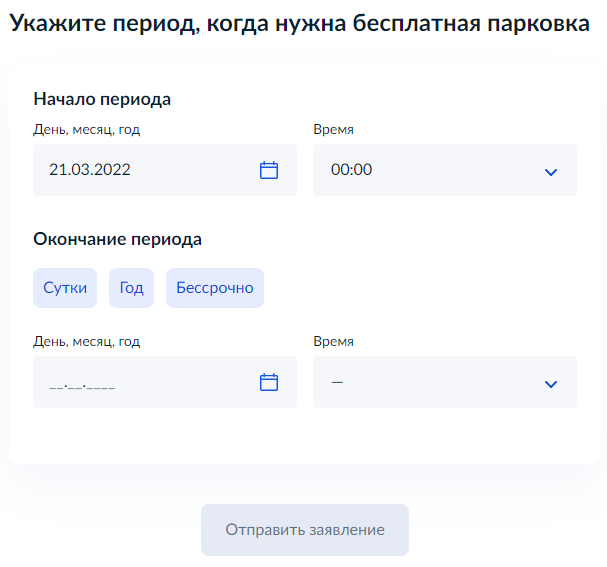 Укажите период, когда нужна бесплатная парковка
Начало периода
День, месяц, год Время
21.03.2022 00:00
Окончание периода
Сутки Год Бессрочно
День, месяц, год Время
__.__.____ —
Отправить заявление